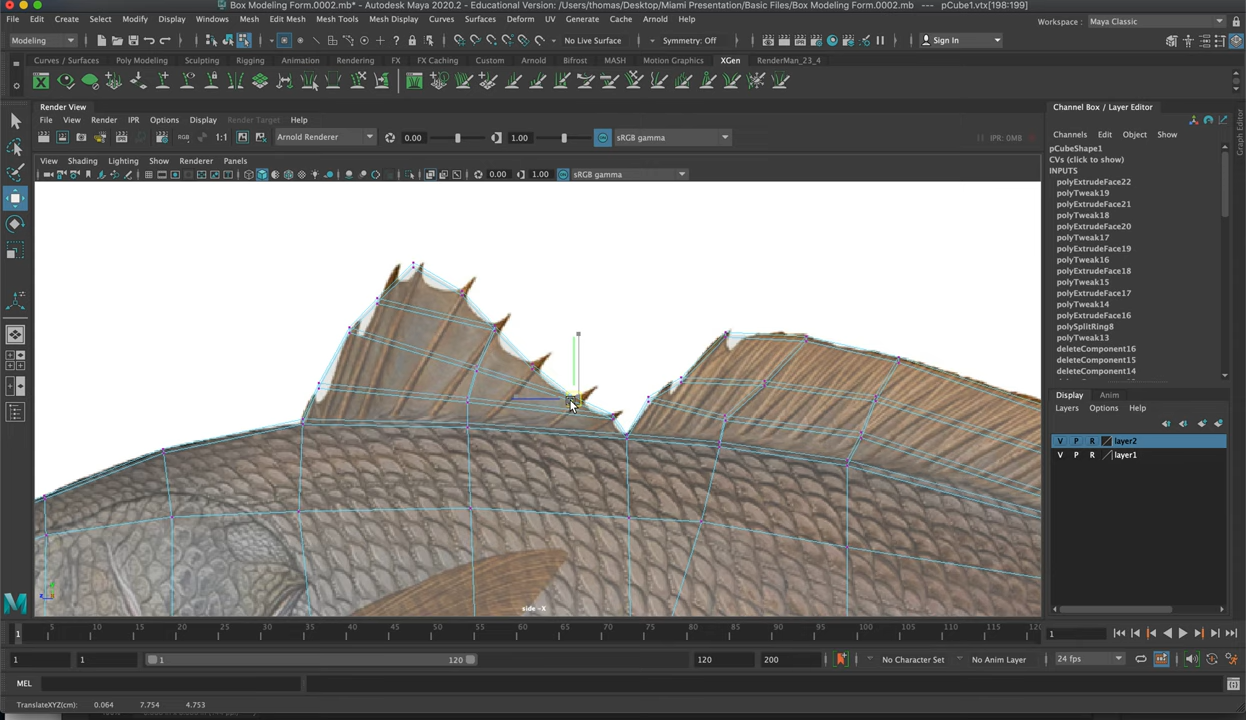 Box Modeling Form.0002.mb* - Autodesk Maya 2020.2 - Educational Version: /Users/thomas/Desktop/Miami Presentation/Basic Files/Box Modeling Form.0002.mb --- pCube1.vtx[198:199]
File Edit Create Select Modify Display Windows Mesh Edit Mesh Mesh Tools Mesh Display Curves Surfaces Deform UV Generate Cache Arnold Help
Workspace : Maya Classic
Modeling No Live Surface Symmetry: Off Sign In
Curves / Surfaces Poly Modeling Sculpting Rigging Animation Rendering FX FX Caching Custom Arnold Bifrost MASH Motion Graphics XGen RenderMan_23_4
Render View
File View Render IPR Options Display Render Target Help
1:1 Arnold Renderer 0.00 1.00 sRGB gamma IPR: 0MB
View Shading Lighting Show Renderer Panels
0.00 1.00 sRGB gamma
side -X
Channel Box / Layer Editor
Channels Edit Object Show
pCubeShape1
CVs (click to show)
INPUTS
polyExtrudeFace22
polyTweak19
polyExtrudeFace21
polyTweak18
polyExtrudeFace20
polyTweak17
polyExtrudeFace19
polyTweak16
polyExtrudeFace18
polyTweak15
polyExtrudeFace17
polyTweak14
polyExtrudeFace16
polySplitRing8
polyTweak13
deleteComponent16
deleteComponent15
deleteComponent14
Display Anim
Layers Options Help
V P R layer2
V P R layer1
Graph Editor
1 5 10 15 20 25 30 35 40 45 50 55 60 65 70 75 80 85 90 95 100 105 110 115 120 1
1 1 1 120 120 200 No Character Set No Anim Layer 24 fps
MEL
TranslateXYZ(cm): 0.064 7.754 4.753